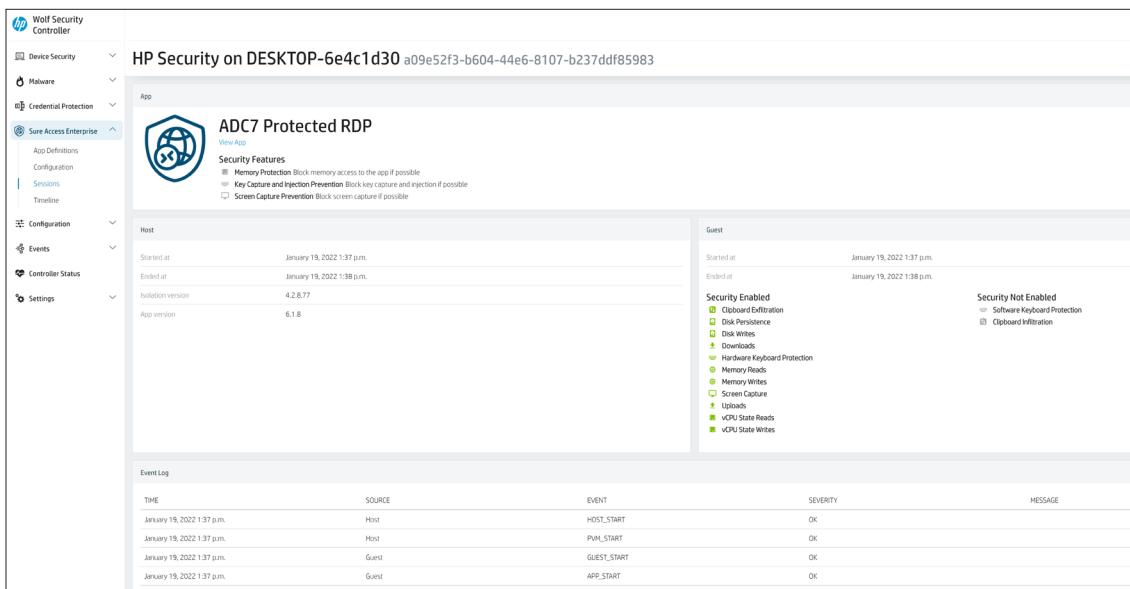 hp
Wolf Security
Controller
Device Security
Malware
Credential Protection
Sure Access Enterprise
App Definitions
Configuration
Sessions
Timeline
Configuration
Events
Controller Status
Settings
HP Security on DESKTOP-6e4c1d30 a09e52f3-b604-44e6-8107-b237ddf85983
App
ADC7 Protected RDP
View App
Security Features
Memory Protection Block memory access to the app if possible
Key Capture and Injection Prevention Block key capture and injection if possible
Screen Capture Prevention Block screen capture if possible
Host
Started at January 19, 2022 1:37 p.m.
Ended at January 19, 2022 1:38 p.m.
Isolation version 4.2.8.77
App version 6.1.8
Guest
Started at January 19, 2022 1:37 p.m.
Ended at January 19, 2022 1:38 p.m.
Security Enabled
Clipboard Exfiltration
Disk Persistence
Disk Writes
Downloads
Hardware Keyboard Protection
Memory Reads
Memory Writes
Screen Capture
Uploads
vCPU State Reads
vCPU State Writes
Security Not Enabled
Software Keyboard Protection
Clipboard Infiltration
Event Log
TIME SOURCE EVENT SEVERITY MESSAGE
January 19, 2022 1:37 p.m. Host HOST_START OK
January 19, 2022 1:37 p.m. Host PVM_START OK
January 19, 2022 1:37 p.m. Guest GUEST_START OK
January 19, 2022 1:37 p.m. Guest APP_START OK